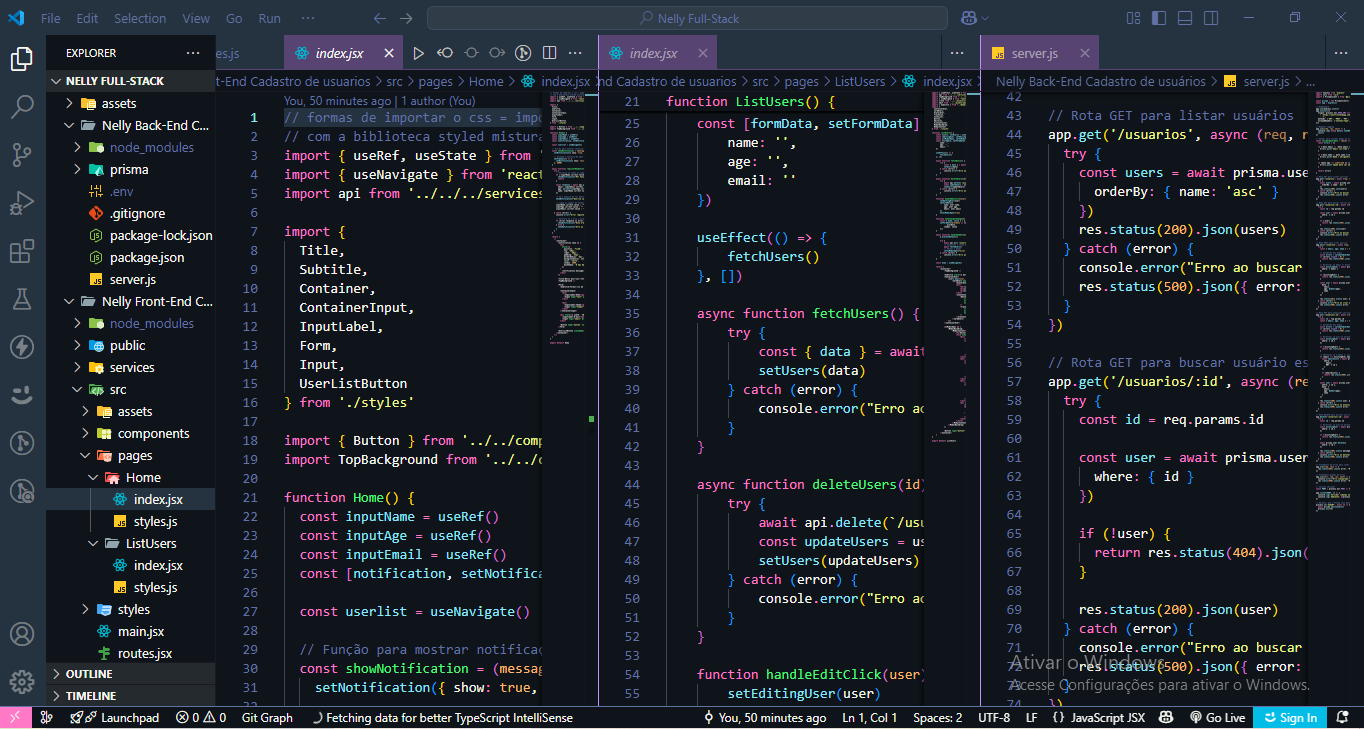 File Edit Selection View Go Run ···
Nelly Full-Stack
EXPLORER ···
NELLY FULL-STACK
assets
Nelly Back-End C...
node_modules
prisma
.env
.gitignore
package-lock.json
package.json
server.js
Nelly Front-End C...
node_modules
public
services
src
assets
components
pages
Home
index.jsx
styles.js
ListUsers
index.jsx
styles.js
styles
main.jsx
routes.jsx
OUTLINE
TIMELINE
es.js
index.jsx
t-End Cadastro de usuarios > src > pages > Home > index.jsx
You, 50 minutes ago | 1 author (You)
1 // formas de importar o css = impo
2 // com a biblioteca styled mistura
3 import { useRef, useState } from '
4 import { useNavigate } from 'react
5 import api from '../../../services
6
7 import {
8 Title,
9 Subtitle,
10 Container,
11 ContainerInput,
12 InputLabel,
13 Form,
14 Input,
15 UserListButton
16 } from './styles'
17
18 import { Button } from '../../comp
19 import TopBackground from '../../c
20
21 function Home() {
22 const inputName = useRef()
23 const inputAge = useRef()
24 const inputEmail = useRef()
25 const [notification, setNotifica
26
27 const userlist = useNavigate()
28
29 // Função para mostrar notificaç
30 const showNotification = (messag
31 setNotification({ show: true,
index.jsx
nd Cadastro de usuarios > src > pages > ListUsers > index.jsx
21 function ListUsers() {
25 const [formData, setFormData]
26 name: '',
27 age: '',
28 email: ''
29 })
30
31 useEffect(() => {
32 fetchUsers()
33 }, [])
34
35 async function fetchUsers() {
36 try {
37 const { data } = await
38 setUsers(data)
39 } catch (error) {
40 console.error("Erro ao
41 }
42 }
43
44 async function deleteUsers(id)
45 try {
46 await api.delete(`/usu
47 const updateUsers = us
48 setUsers(updateUsers)
49 } catch (error) {
50 console.error("Erro ao
51 }
52 }
53
54 function handleEditClick(user)
55 setEditingUser(user)
server.js
Nelly Back-End Cadastro de usuarios > server.js > ...
42
43 // Rota GET para listar usuários
44 app.get('/usuarios', async (req, r
45 try {
46 const users = await prisma.use
47 orderBy: { name: 'asc' }
48 })
49 res.status(200).json(users)
50 } catch (error) {
51 console.error("Erro ao buscar
52 res.status(500).json({ error:
53 }
54 })
55
56 // Rota GET para buscar usuário es
57 app.get('/usuarios/:id', async (re
58 try {
59 const id = req.params.id
60
61 const user = await prisma.user
62 where: { id }
63 })
64
65 if (!user) {
66 return res.status(404).json(
67 }
68
69 res.status(200).json(user)
70 } catch (error) {
71 console.error("Erro ao buscar
72 res.status(500).json({ error:
73 }
74 })
Ativar o Windows
Acesse Configurações para ativar o Windows.
Launchpad 0 0 Git Graph Fetching data for better TypeScript IntelliSense You, 50 minutes ago Ln 1, Col 1 Spaces: 2 UTF-8 LF {} JavaScript JSX Go Live Sign In